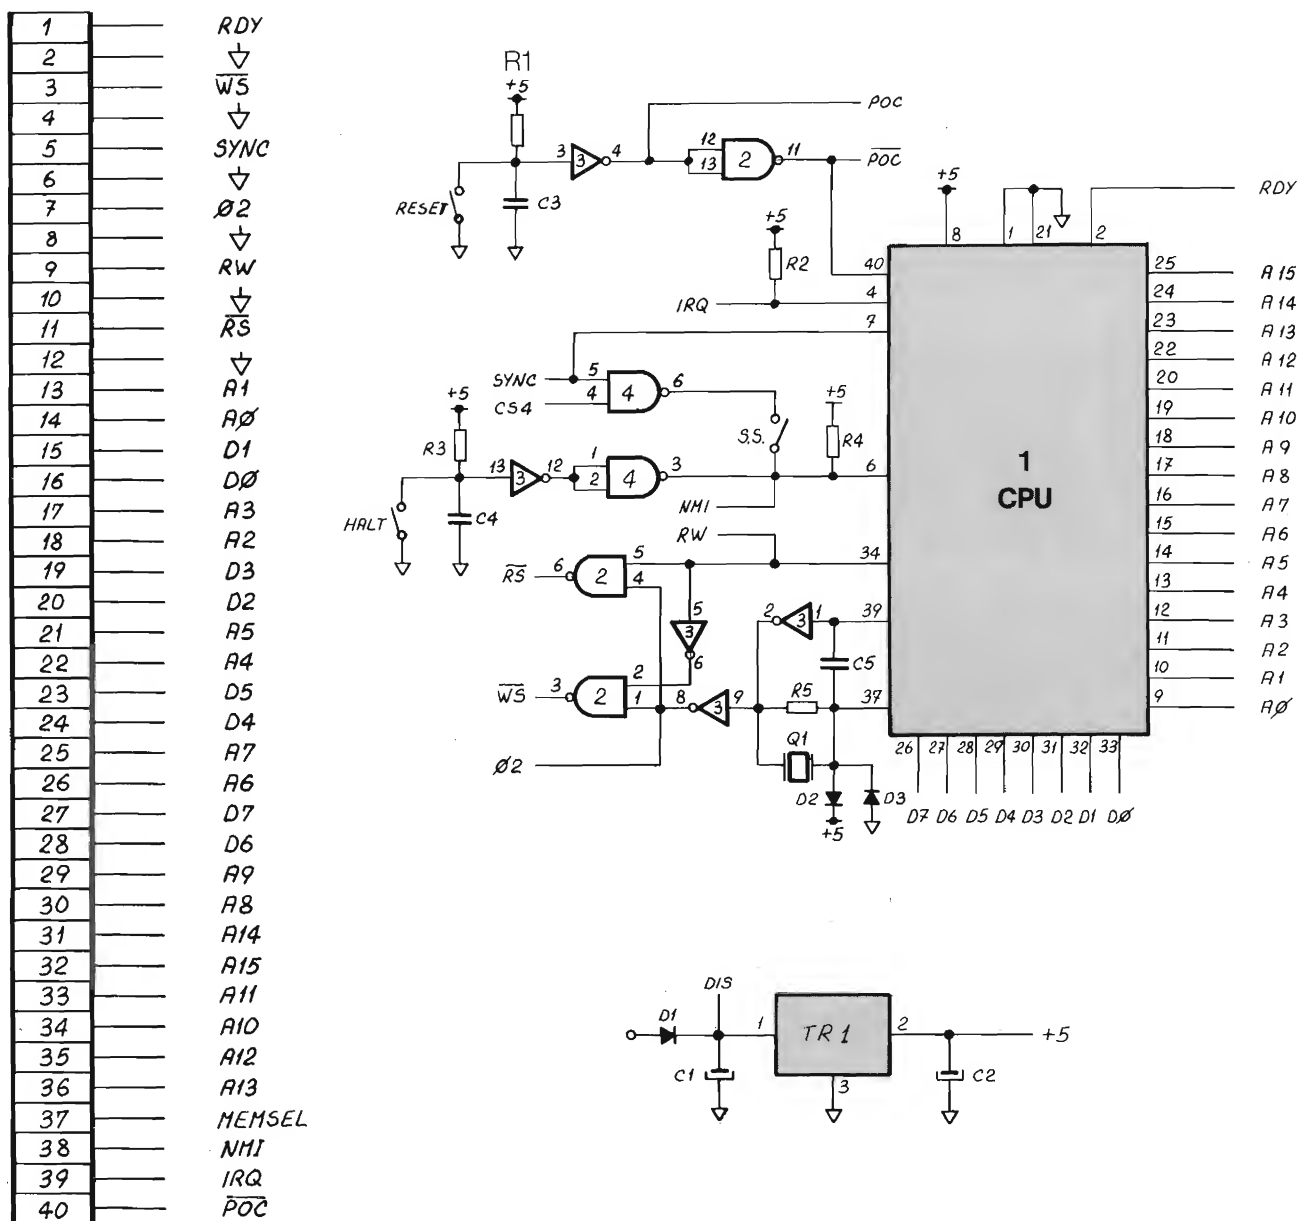 1 RDY
2
3 W̅S̅
4
5 SYNC
6
7 Ø2
8
9 RW
10
11 R̅S̅
12
13 A1
14 AØ
15 D1
16 DØ
17 A3
18 A2
19 D3
20 D2
21 A5
22 A4
23 D5
24 D4
25 A7
26 A6
27 D7
28 D6
29 A9
30 A8
31 A14
32 A15
33 A11
34 A10
35 A12
36 A13
37 MEMSEL
38 NMI
39 IRQ
40 P̅O̅C̅
R1
+5
POC
3 3 4
12
13
2 11
P̅O̅C̅
RESET
C3
+5
R2
IRQ
+5
8 1 21 2
RDY
40
4
7
SYNC 5
CS4 4
4 6
+5
R3
S.S.
+5
R4
13 3 12
1
2
4 3
6
HALT
C4
NMI
RW
34
R̅S̅ 6 2
5
4
5
3
6
2 3 1 39
C5
W̅S̅ 3 2
2
1
8 3 9
R5
37
Q1
Ø2
D2
D3
+5
1
CPU
25 A15
24 A14
23 A13
22 A12
20 A11
19 A10
18 A9
17 A8
16 A7
15 A6
14 A5
13 A4
12 A3
11 A2
10 A1
9 AØ
26 27 28 29 30 31 32 33
D7 D6 D5 D4 D3 D2 D1 DØ
DIS
D1
1 TR 1 2
+5
C1
3
C2